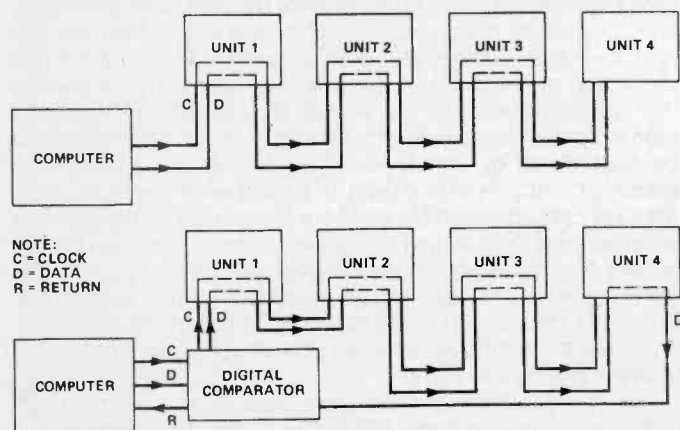 UNIT 1
UNIT 2
UNIT 3
UNIT 4
C
D
COMPUTER
NOTE:
C = CLOCK
D = DATA
R = RETURN
UNIT 1
UNIT 2
UNIT 3
UNIT 4
C
D
D
COMPUTER
C
D
R
DIGITAL
COMPARATOR